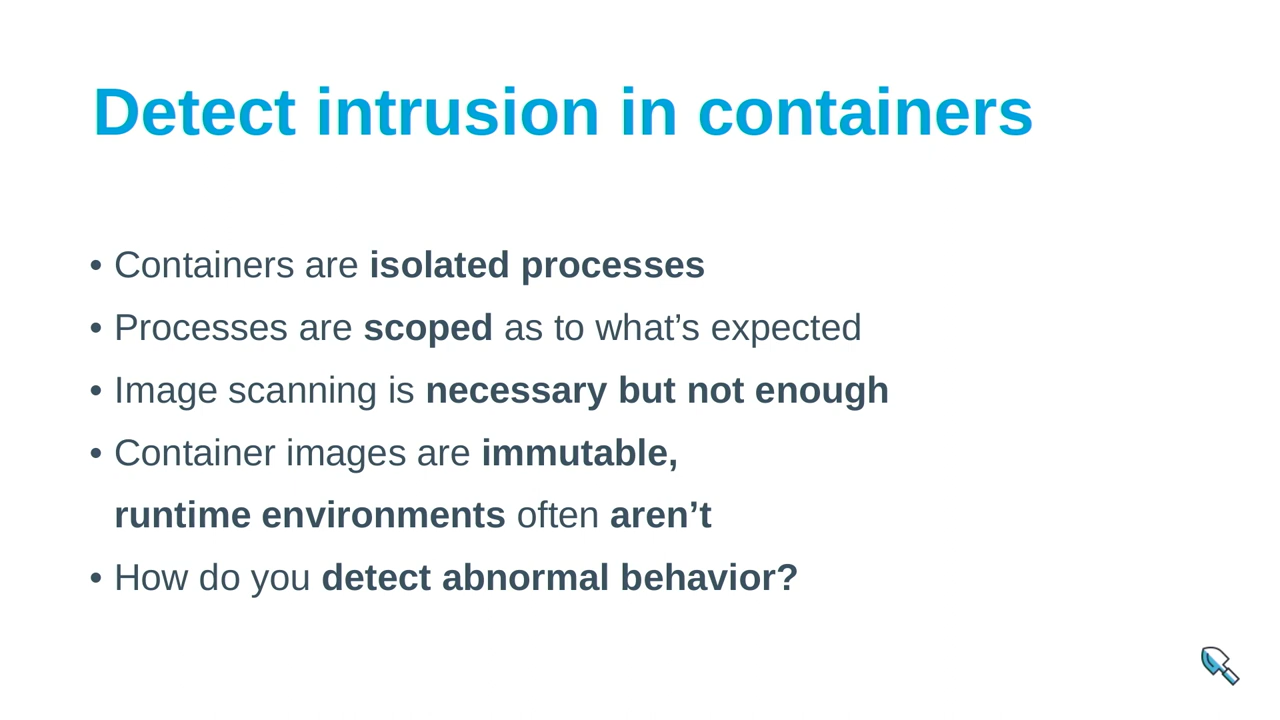 Detect intrusion in containers
• Containers are isolated processes
• Processes are scoped as to what’s expected
• Image scanning is necessary but not enough
• Container images are immutable,
runtime environments often aren’t
• How do you detect abnormal behavior?